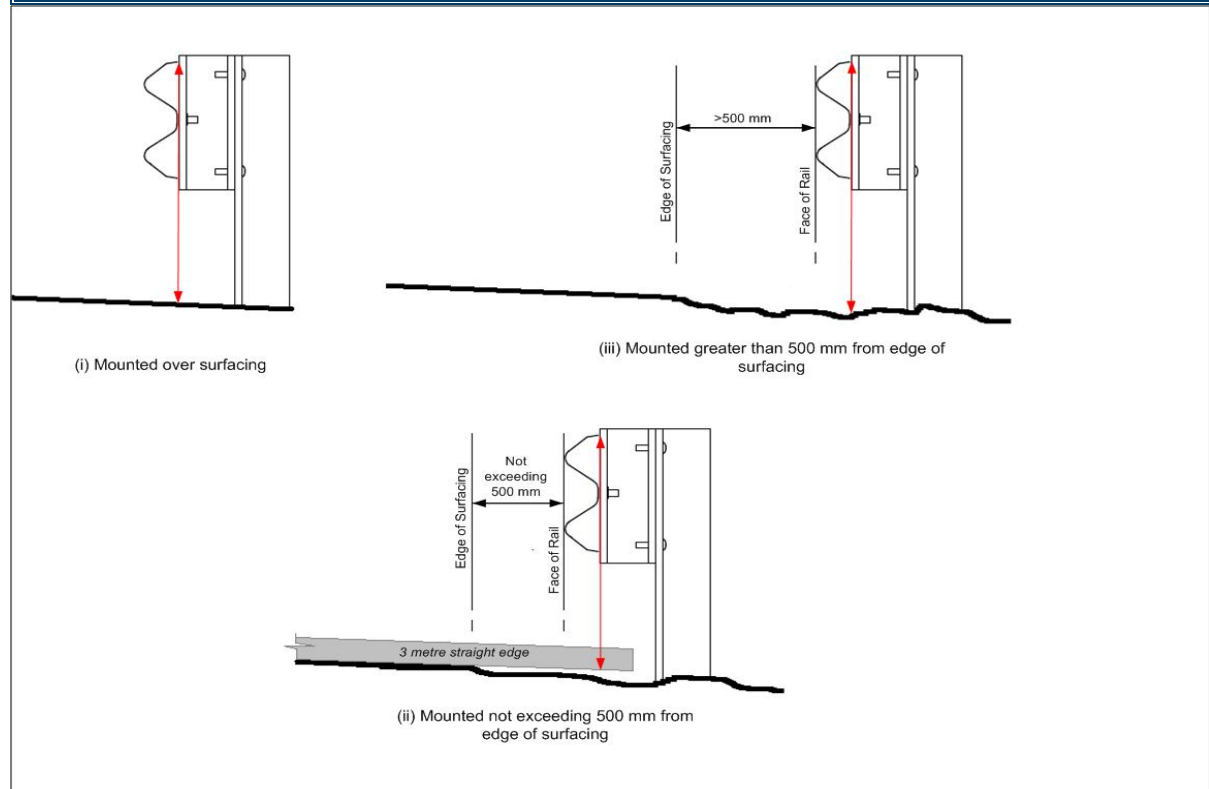 Edge of Surfacing
>500 mm
Face of Rail
(i) Mounted over surfacing
(iii) Mounted greater than 500 mm from edge of
surfacing
Edge of Surfacing
Not
exceeding
500 mm
Face of Rail
3 metre straight edge
(ii) Mounted not exceeding 500 mm from
edge of surfacing